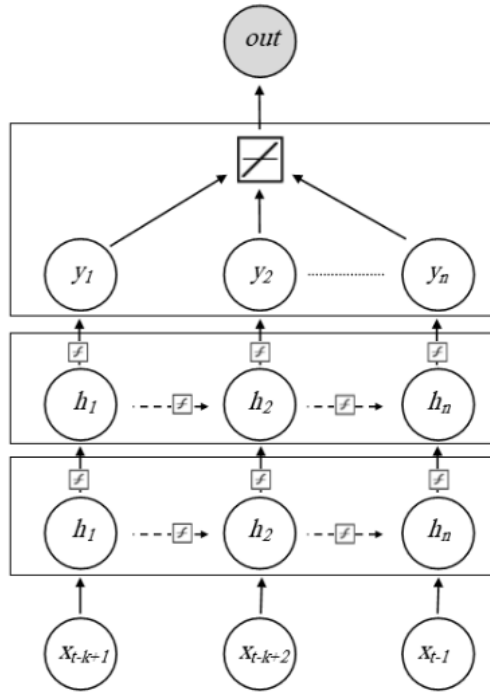 out
y1 y2 yn
h1 h2 hn
h1 h2 hn
xt-k+1 xt-k+2 xt-1